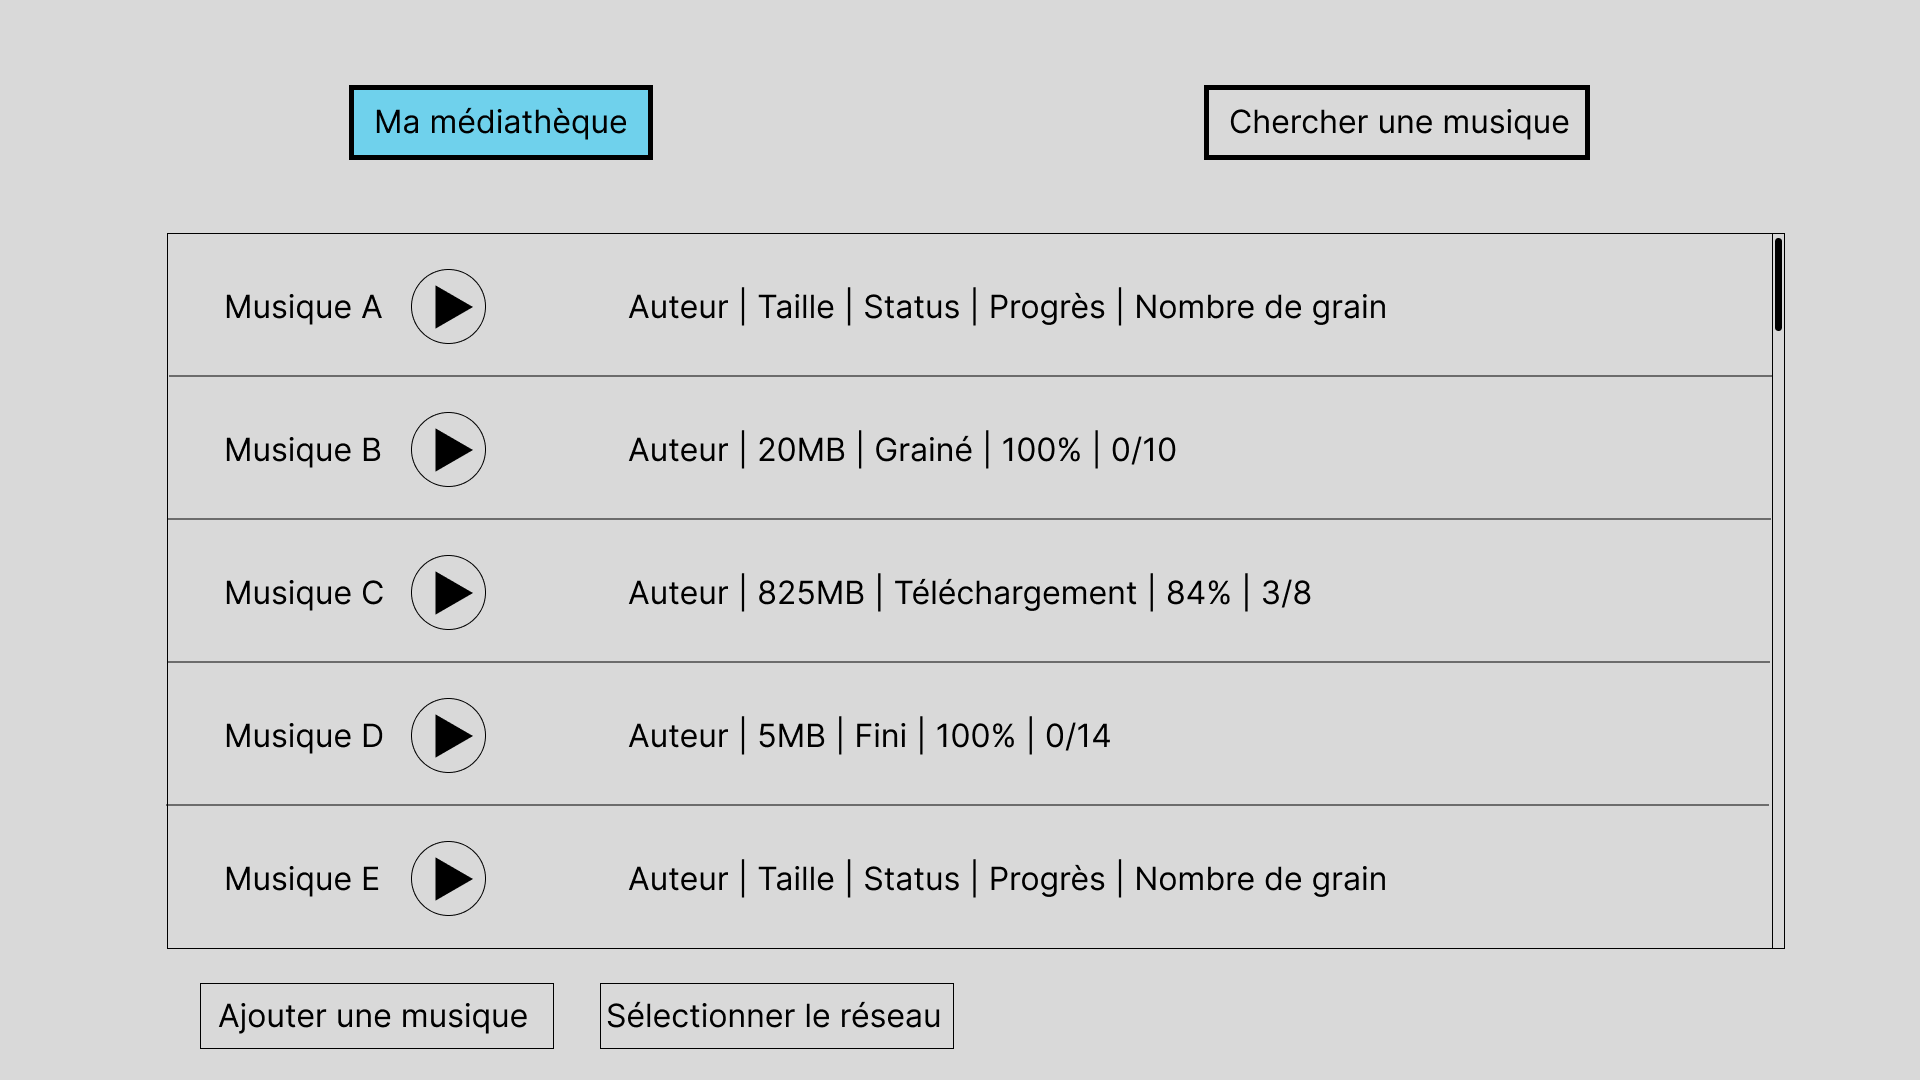 Ma médiathèque
Chercher une musique
Musique A
Auteur | Taille | Status | Progrès | Nombre de grain
Musique B
Auteur | 20MB | Grainé | 100% | 0/10
Musique C
Auteur | 825MB | Téléchargement | 84% | 3/8
Musique D
Auteur | 5MB | Fini | 100% | 0/14
Musique E
Auteur | Taille | Status | Progrès | Nombre de grain
Ajouter une musique
Sélectionner le réseau